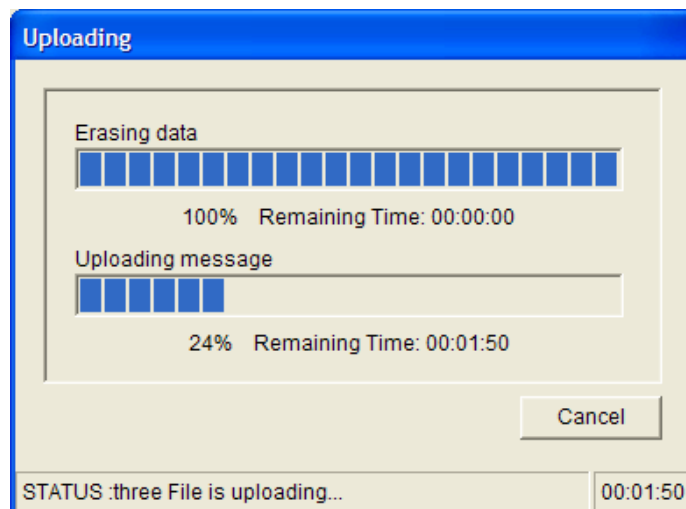 Uploading
Erasing data
100% Remaining Time: 00:00:00
Uploading message
24% Remaining Time: 00:01:50
Cancel
STATUS :three File is uploading... 00:01:50